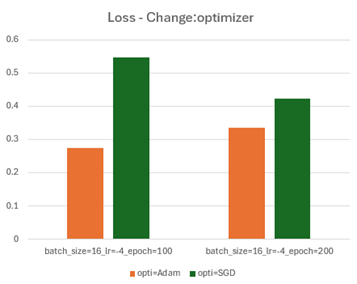 Loss - Change:optimizer
0.6
0.5
0.4
0.3
0.2
0.1
0
batch_size=16_lr=-4_epoch=100 batch_size=16_lr=-4_epoch=200
opti=Adam opti=SGD